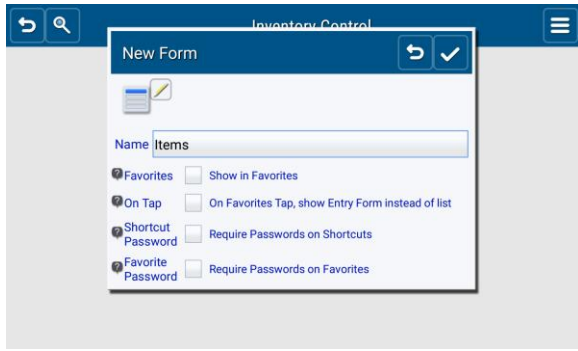 Inventory Control
New Form
Name Items
Favorites Show in Favorites
On Tap On Favorites Tap, show Entry Form instead of list
Shortcut
Password Require Passwords on Shortcuts
Favorite
Password Require Passwords on Favorites